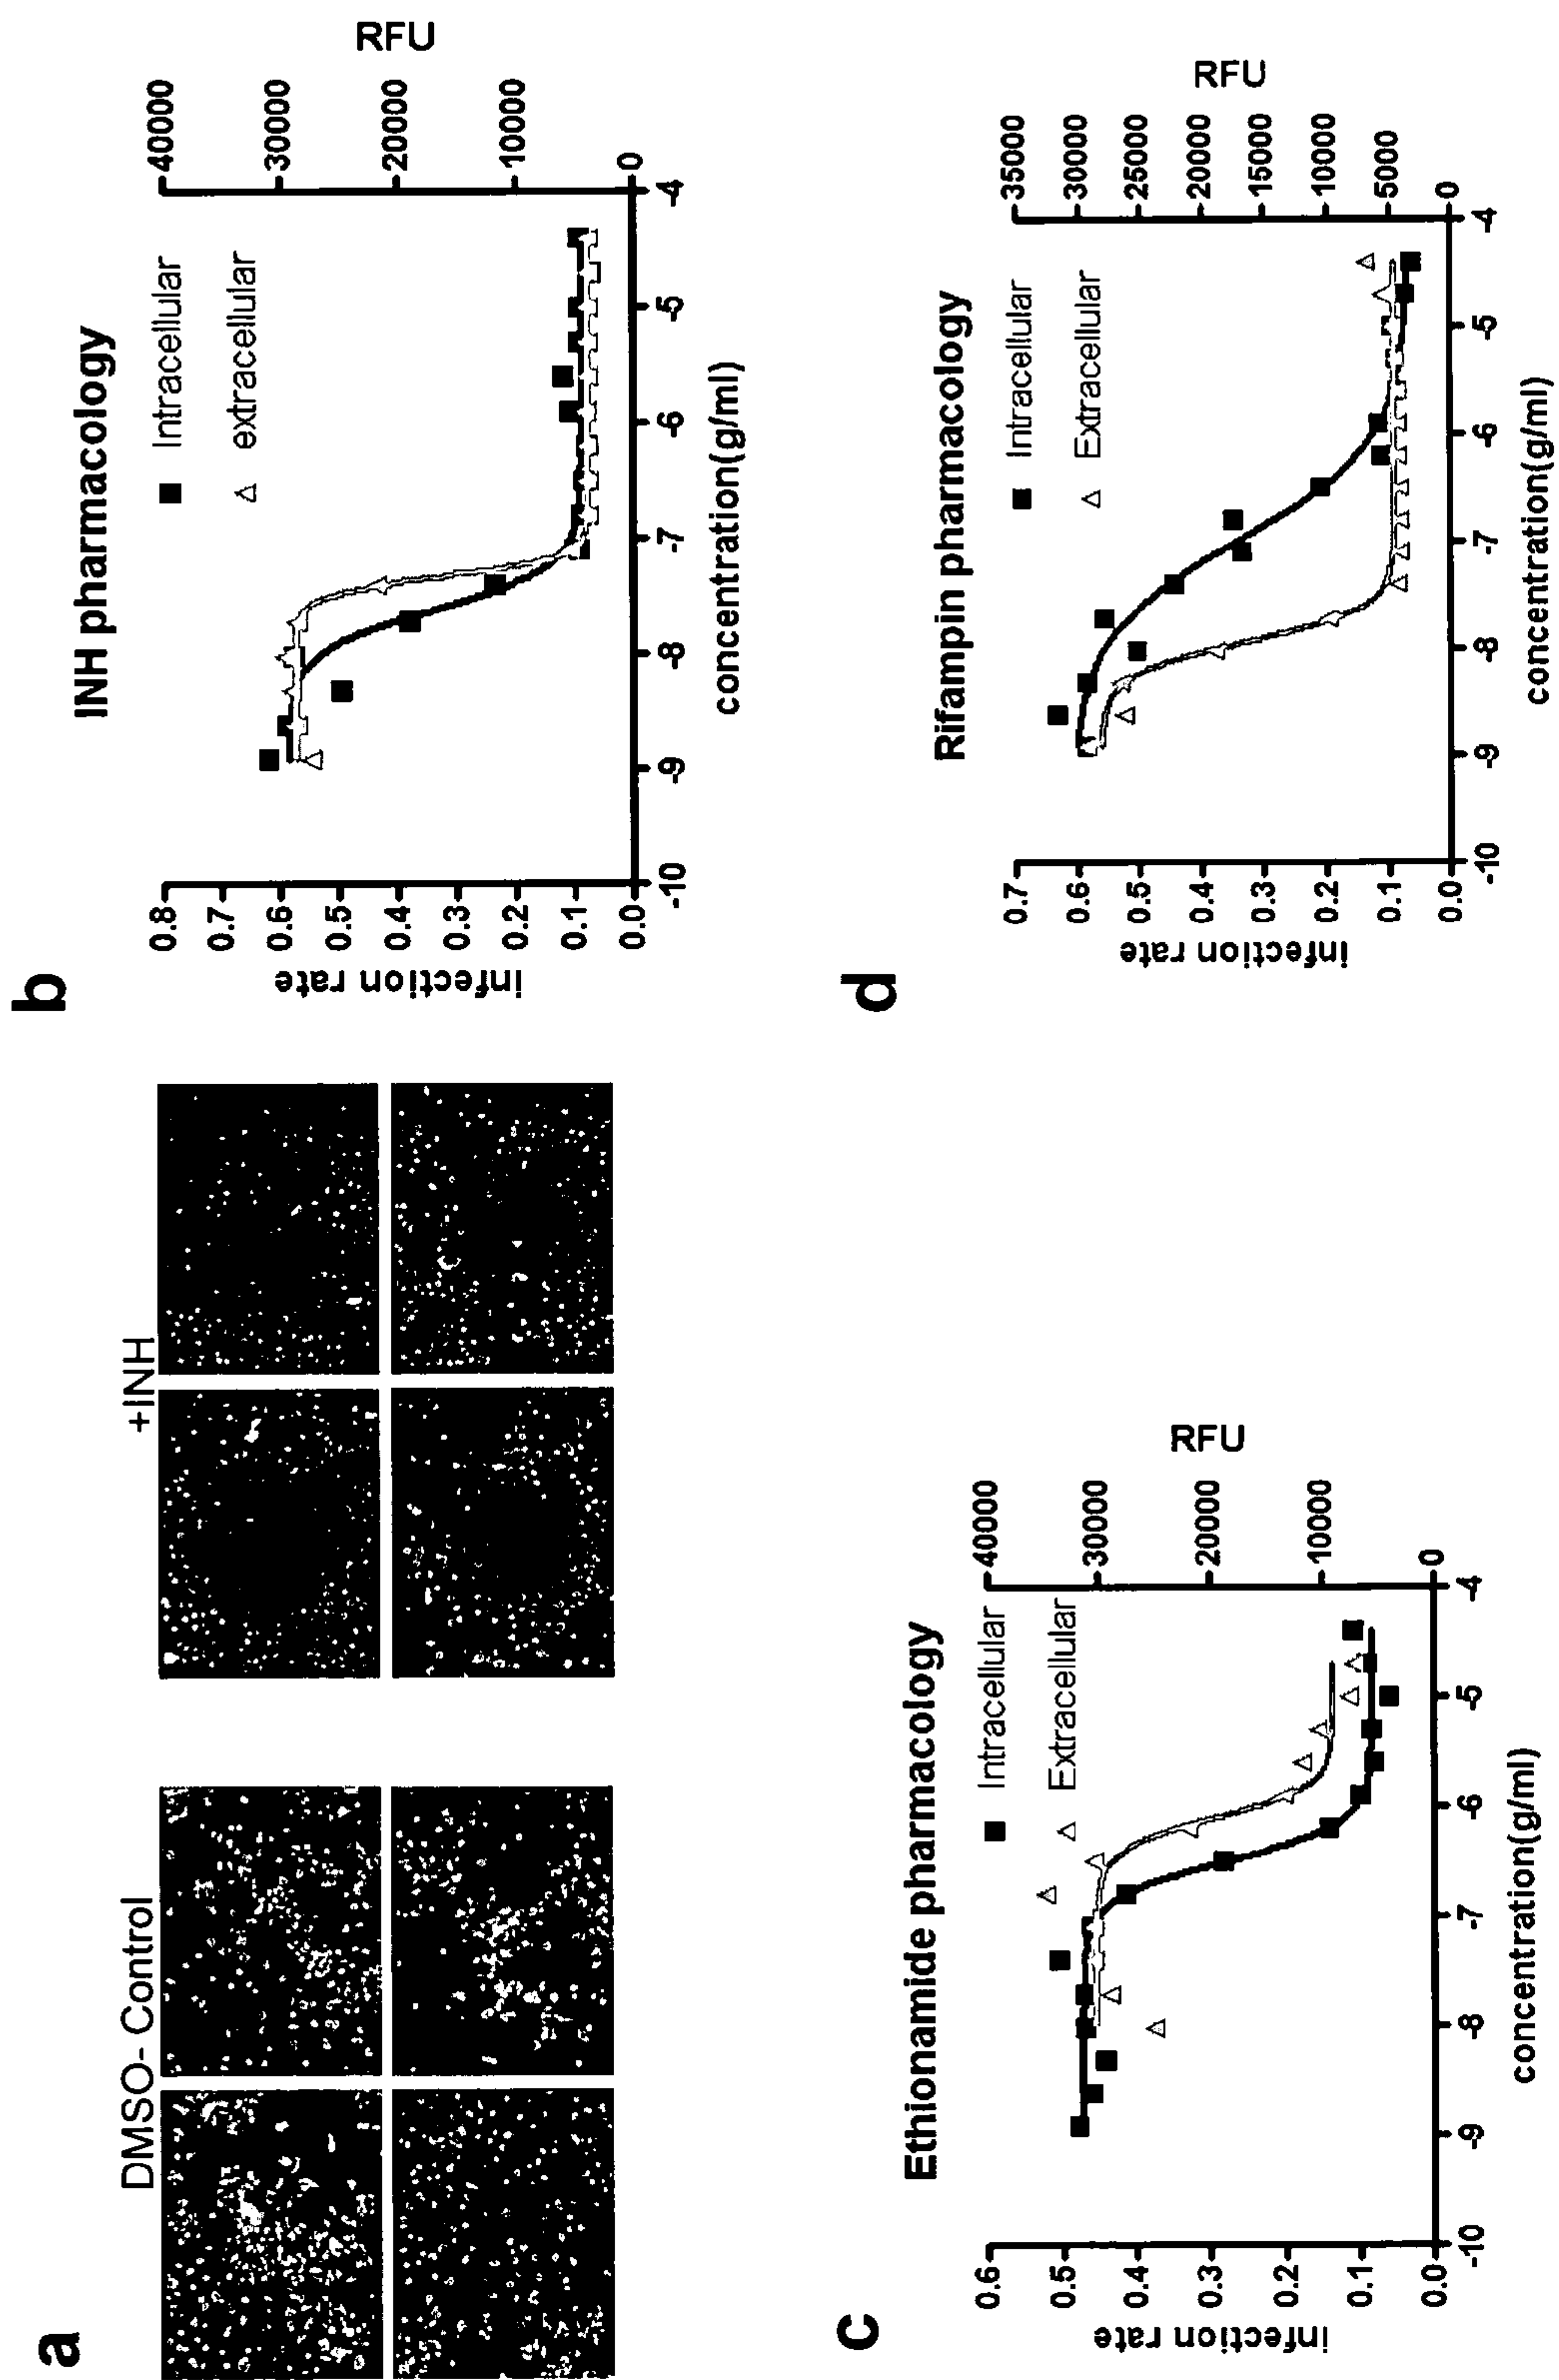 a
DMSO- Control
+INH
b
INH pharmacology
Intracellular
extracellular
infection rate
0.8
0.7
0.6
0.5
0.4
0.3
0.2
0.1
0.0
RFU
40000
30000
20000
10000
0
-10
-9
-8
-7
-6
-5
-4
concentration(g/ml)
c
Ethionamide pharmacology
Intracellular
Extracellular
infection rate
0.6
0.5
0.4
0.3
0.2
0.1
0.0
RFU
40000
30000
20000
10000
0
-10
-9
-8
-7
-6
-5
-4
concentration(g/ml)
d
Rifampin pharmacology
Intracellular
Extracellular
infection rate
0.7
0.6
0.5
0.4
0.3
0.2
0.1
0.0
RFU
35000
30000
25000
20000
15000
10000
5000
0
-10
-9
-8
-7
-6
-5
-4
concentration(g/ml)